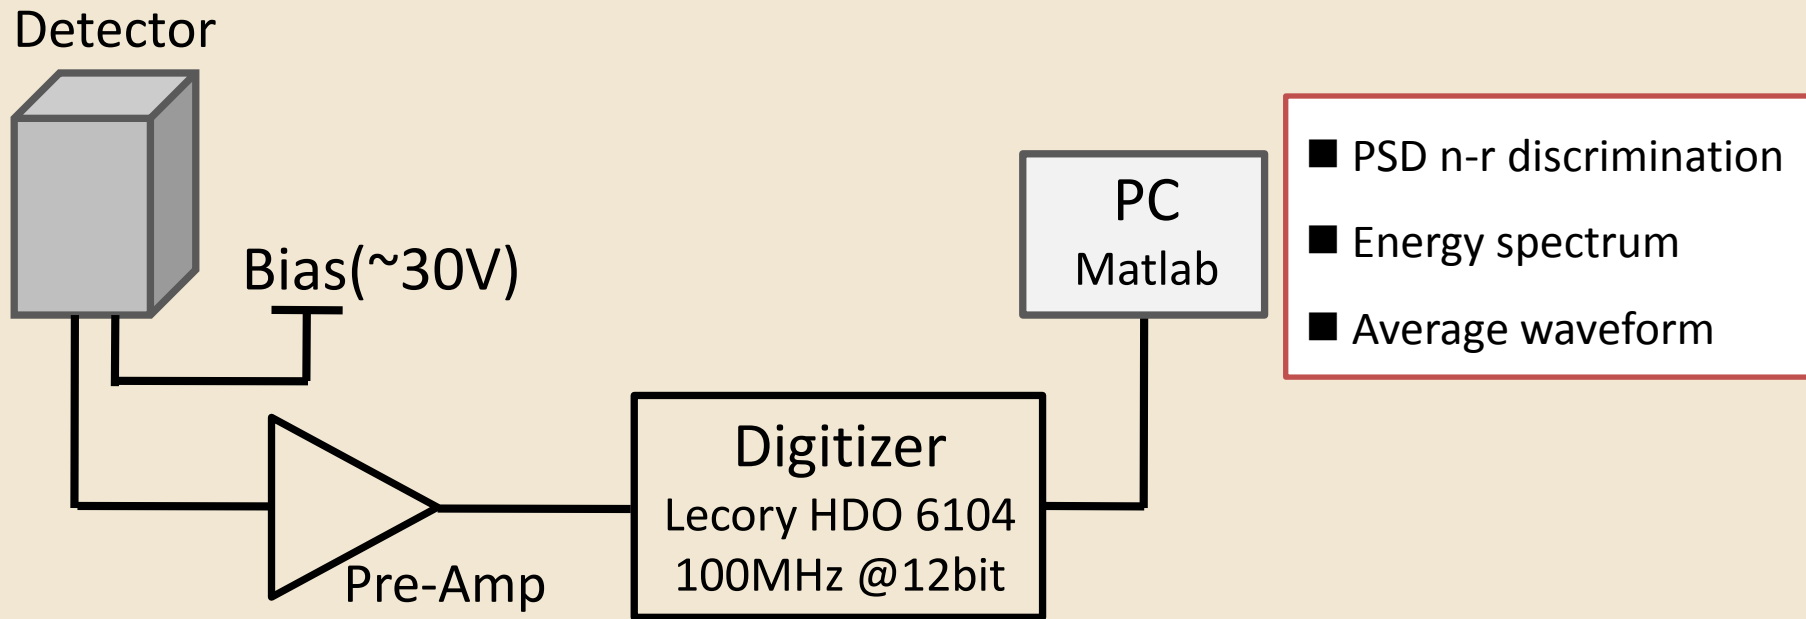 Detector
Bias(~30V)
Pre-Amp
Digitizer
Lecory HDO 6104
100MHz @12bit
PC
Matlab
■ PSD n-r discrimination
■ Energy spectrum
■ Average waveform